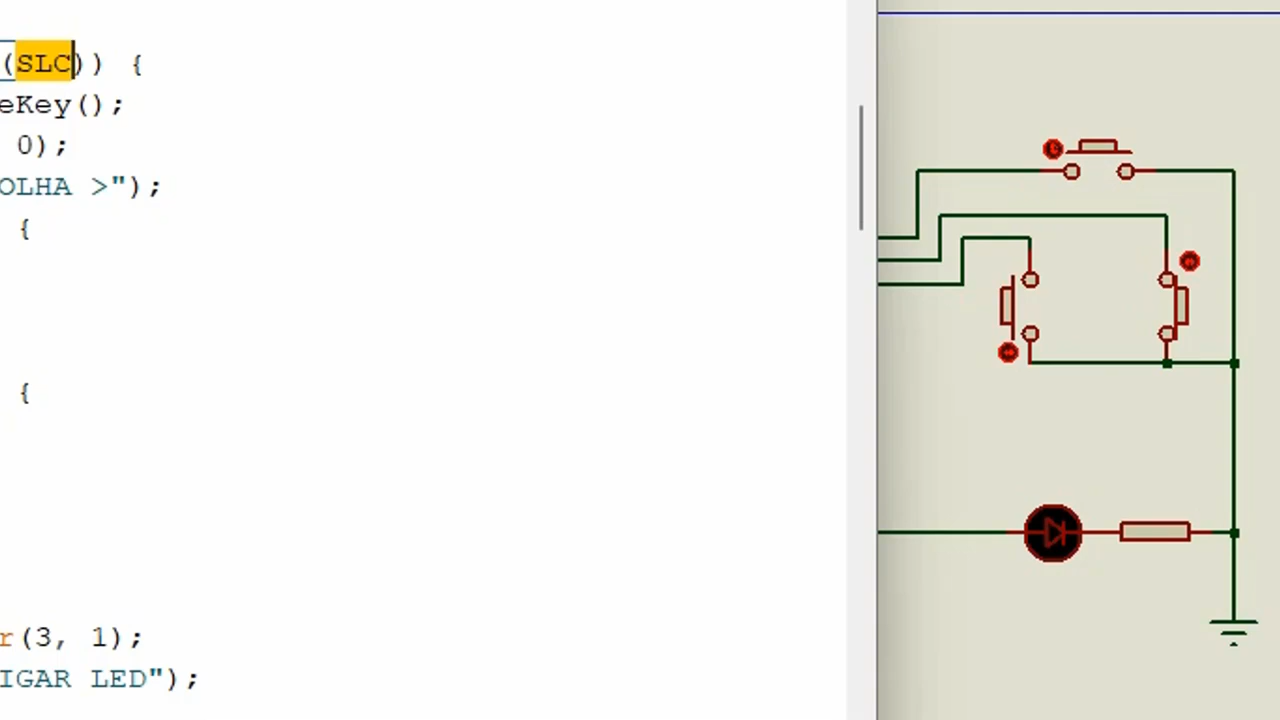 (SLC)) {
eKey();
0);
OLHA >");
{
{
r(3, 1);
IGAR LED");